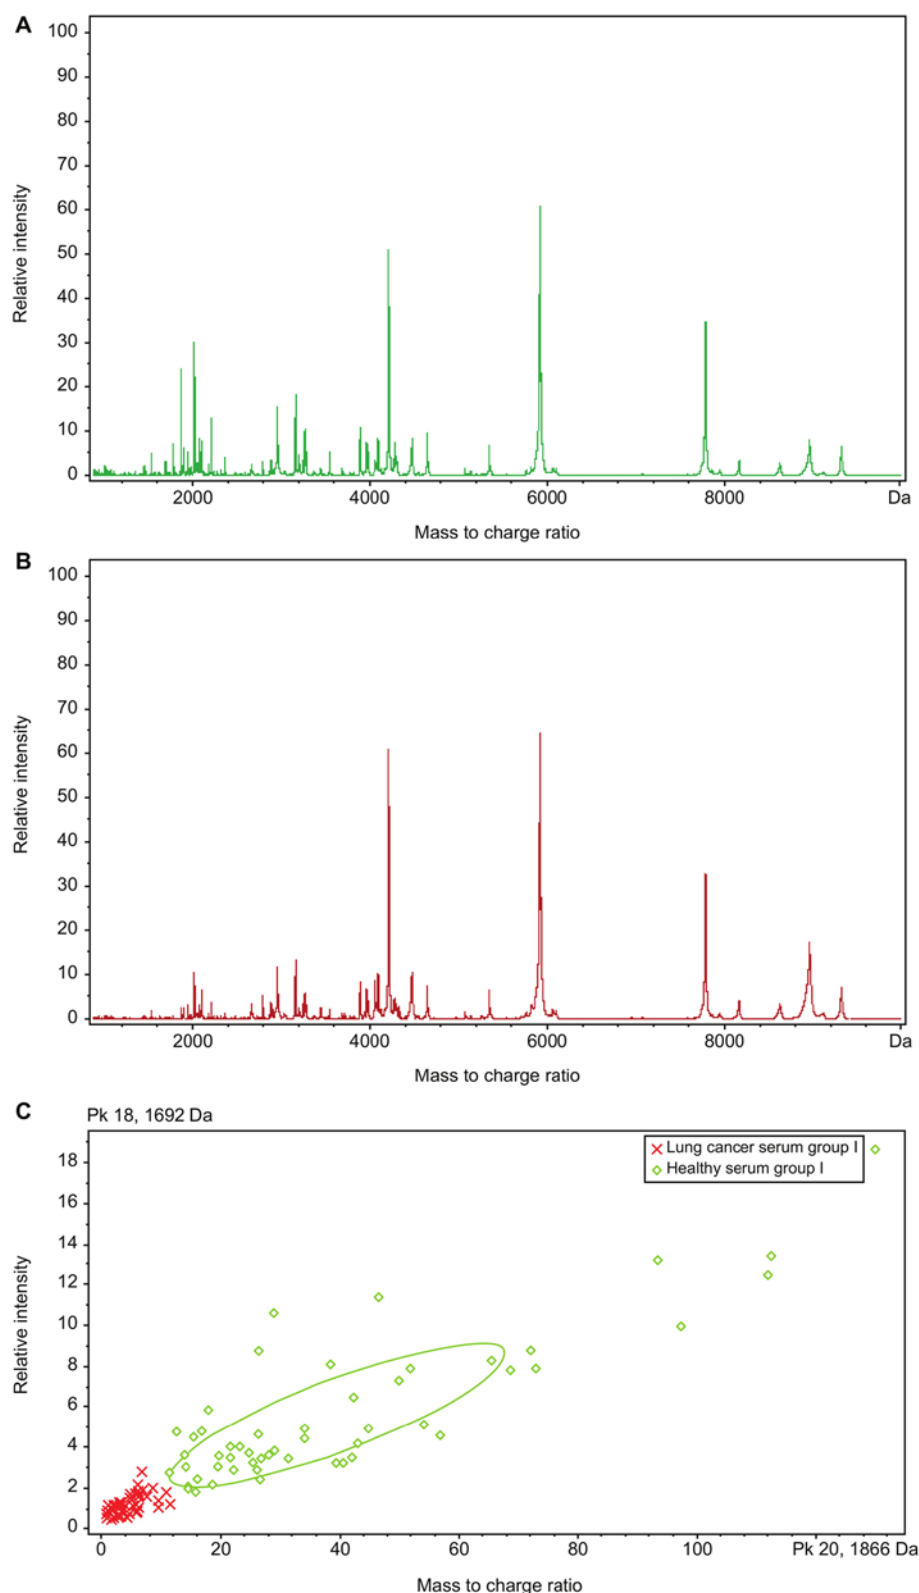 A
100
90
80
70
60
50
40
30
20
10
0
Relative intensity
2000 4000 6000 8000 Da
Mass to charge ratio
B
100
90
80
70
60
50
40
30
20
10
0
Relative intensity
2000 4000 6000 8000 Da
Mass to charge ratio
C
Pk 18, 1692 Da
Lung cancer serum group I
Healthy serum group I
18
16
14
12
10
8
6
4
2
0
Relative intensity
0 20 40 60 80 100 Pk 20, 1866 Da
Mass to charge ratio